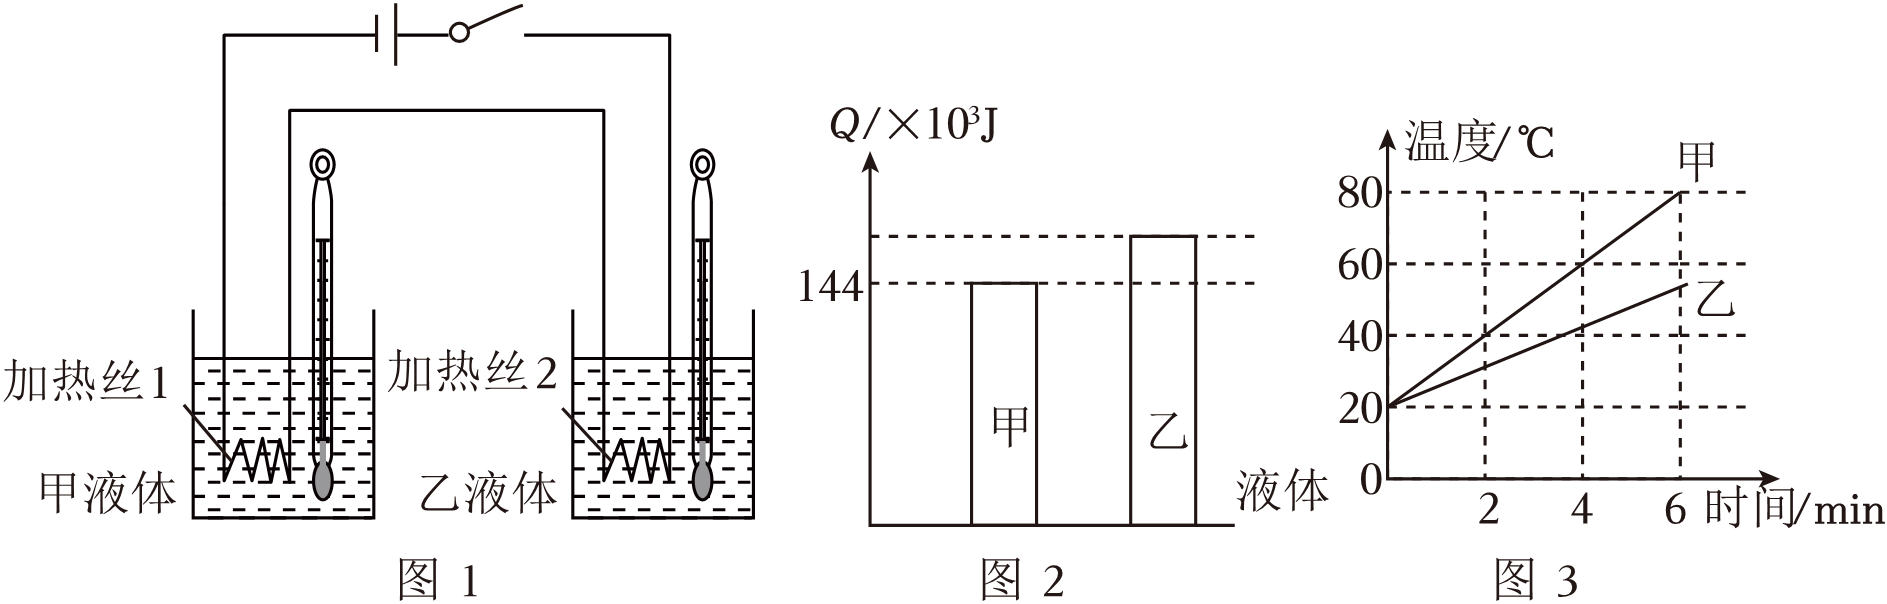 加热丝1
甲液体
加热丝2
乙液体
图 1
Q/×10³J
144
甲
乙
液体
图 2
温度/℃
80
60
40
20
0
甲
乙
2
4
6
时间/min
图 3